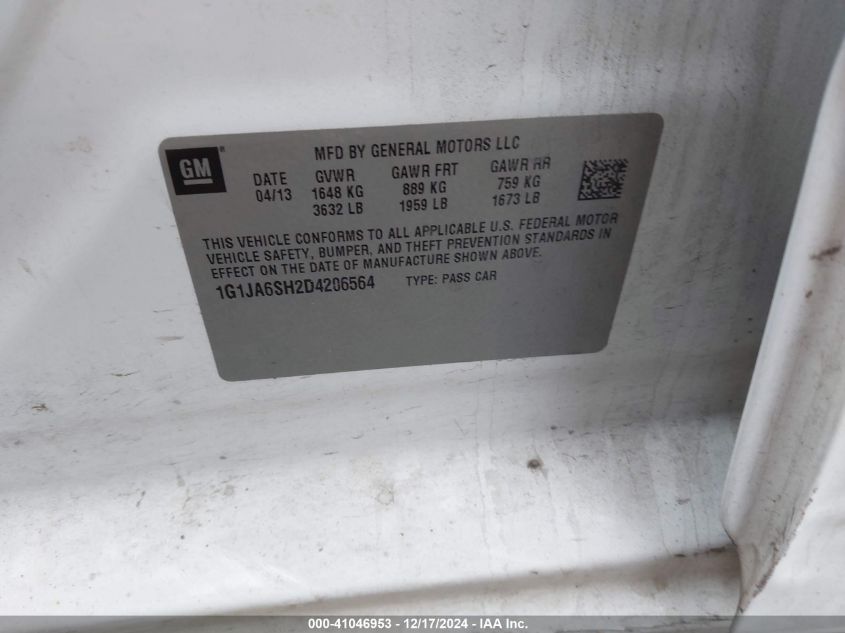 GM
MFD BY GENERAL MOTORS LLC
DATE GVWR GAWR FRT GAWR RR
04/13 1648 KG 889 KG 759 KG
3632 LB 1959 LB 1673 LB
THIS VEHICLE CONFORMS TO ALL APPLICABLE U.S. FEDERAL MOTOR
VEHICLE SAFETY, BUMPER, AND THEFT PREVENTION STANDARDS IN
EFFECT ON THE DATE OF MANUFACTURE SHOWN ABOVE.
1G1JA6SH2D4206564 TYPE: PASS CAR
000-41046953 - 12/17/2024 - IAA Inc.